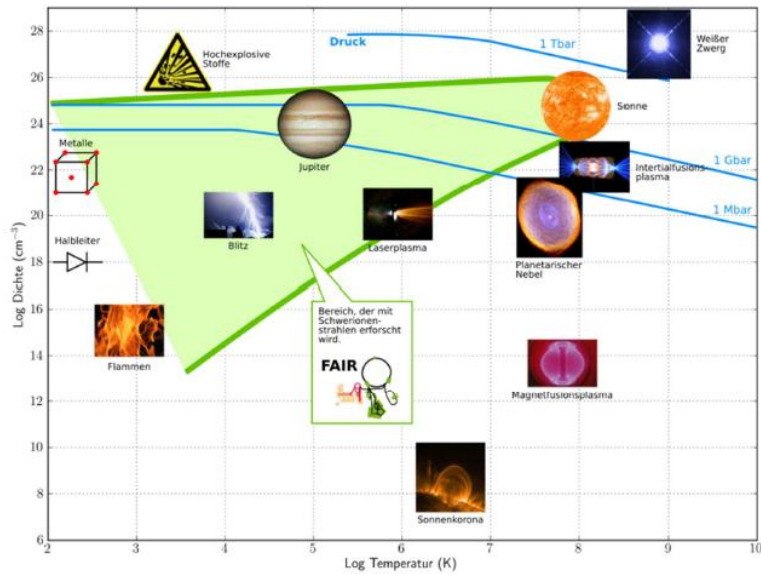 28
26
24
22
20
18
16
14
12
10
8
6
Log Dichte (cm⁻³)
Hochexplosive
Stoffe
Druck
1 Tbar
Weißer
Zwerg
Sonne
Metalle
Jupiter
Intertialfusions
plasma
1 Gbar
1 Mbar
Blitz
Laserplasma
Planetarischer
Nebel
Halbleiter
Bereich, der mit
Schwerionen-
strahlen erforscht
wird.
FAIR
Flammen
Magnetfusionsplasma
Sonnenkorona
2
3
4
5
6
7
8
9
10
Log Temperatur (K)